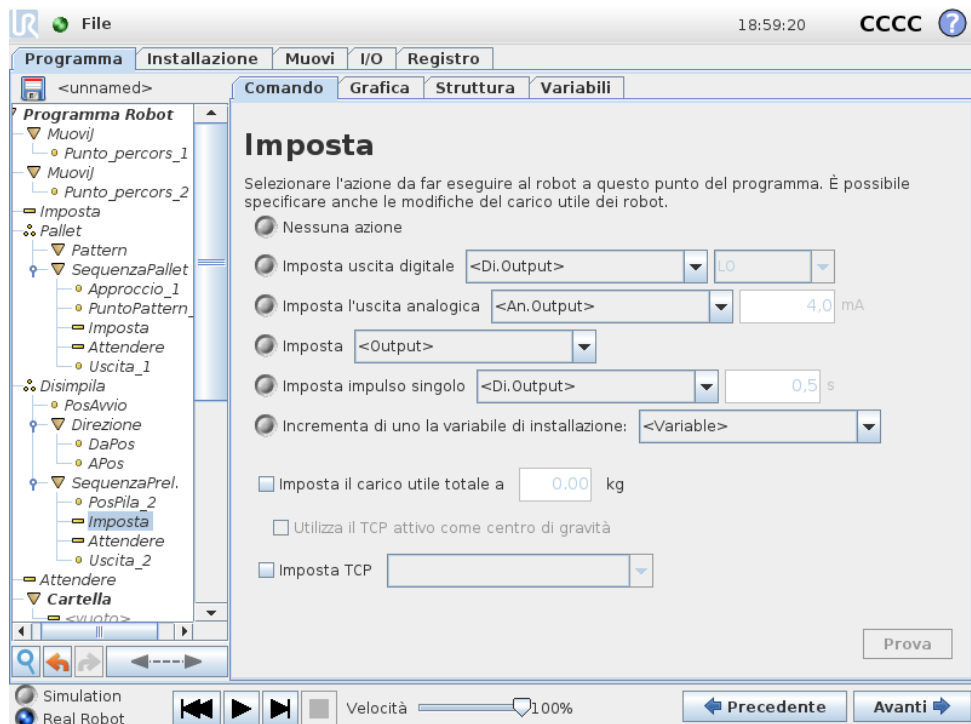 UR File 18:59:20 CCCC ?
Programma Installazione Muovi I/O Registro
<unnamed> Comando Grafica Struttura Variabili
Programma Robot
MuoviJ
Punto_percors_1
MuoviJ
Punto_percors_2
Imposta
Pallet
Pattern
SequenzaPallet
Approccio_1
PuntoPattern_
Imposta
Attendere
Uscita_1
Disimpila
PosAvvio
Direzione
DaPos
APos
SequenzaPrel.
PosPila_2
Imposta
Attendere
Uscita_2
Attendere
Cartella
<vuoto>
Imposta
Selezionare l'azione da far eseguire al robot a questo punto del programma. È possibile
specificare anche le modifiche del carico utile dei robot.
Nessuna azione
Imposta uscita digitale <Di.Output> LO
Imposta l'uscita analogica <An.Output> 4,0 mA
Imposta <Output>
Imposta impulso singolo <Di.Output> 0,5 s
Incrementa di uno la variabile di installazione: <Variable>
Imposta il carico utile totale a 0.00 kg
Utilizza il TCP attivo come centro di gravità
Imposta TCP
Prova
Simulation
Real Robot
Velocità 100%
Precedente Avanti